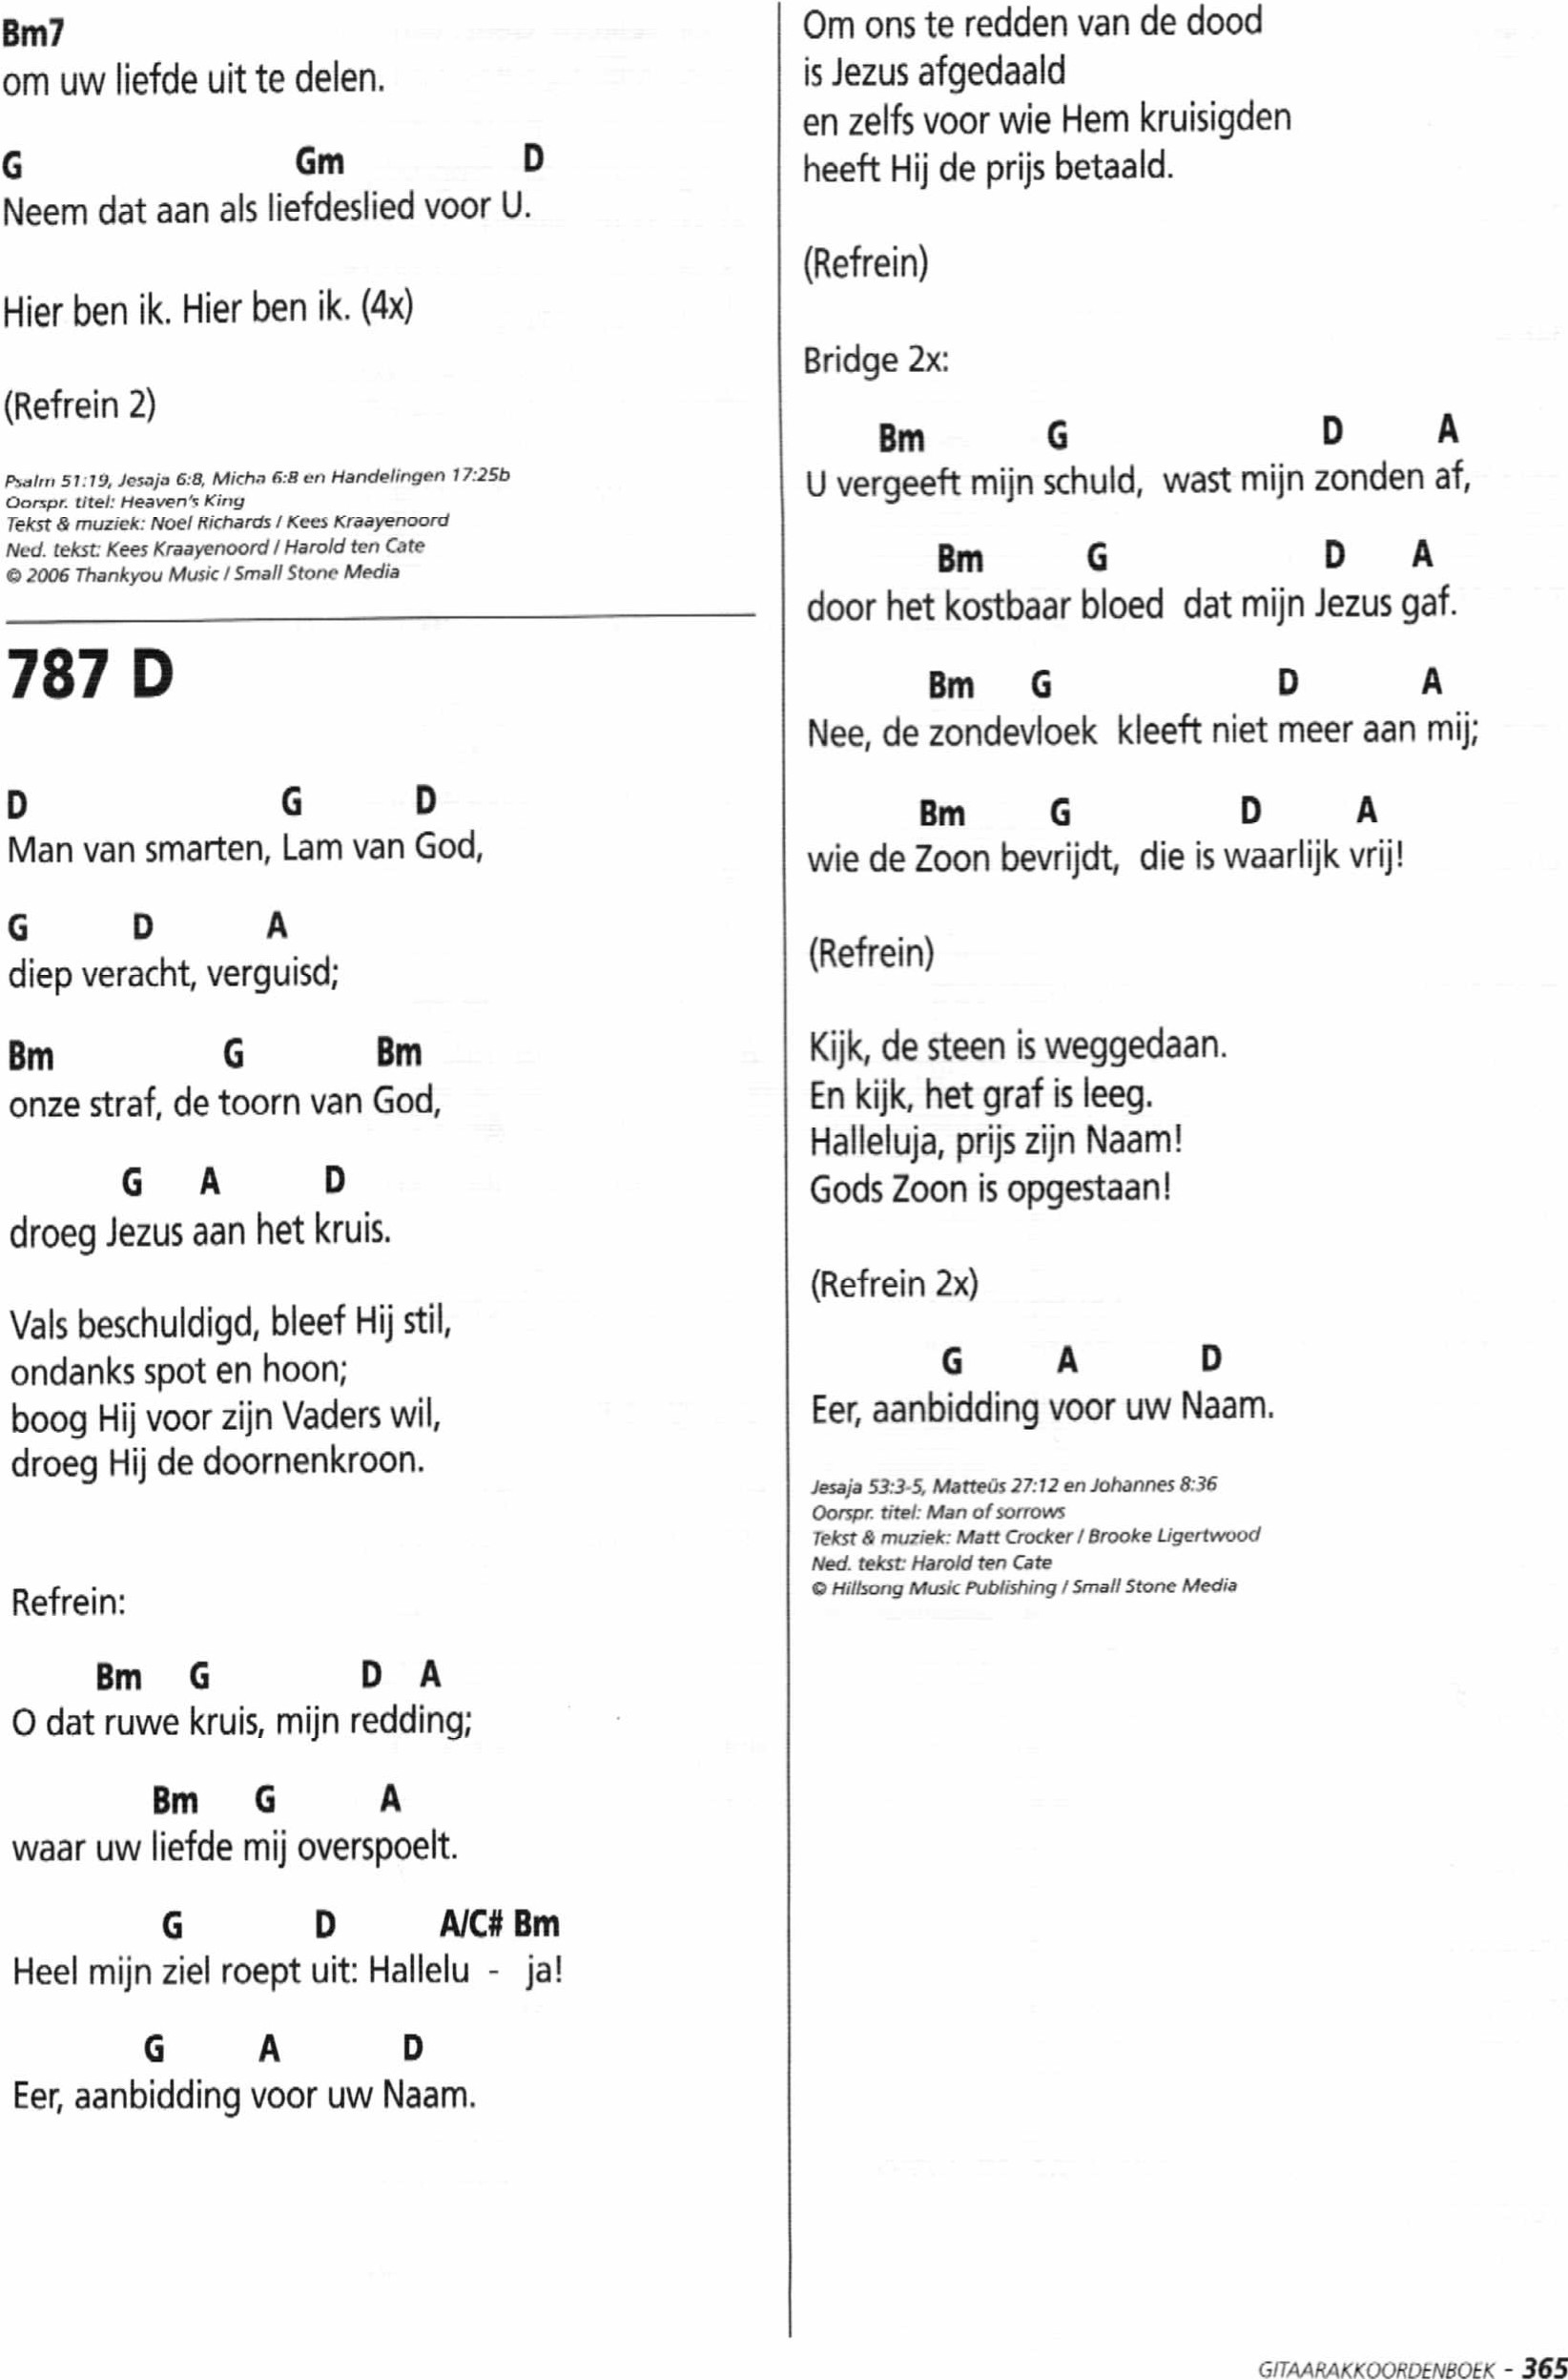 Bm7
om uw liefde uit te delen.
G Gm D
Neem dat aan als liefdeslied voor U.
Hier ben ik. Hier ben ik. (4x)
(Refrein 2)
Psalm 51:19, Jesaja 6:8, Micha 6:8 en Handelingen 17:25b
Oorspr. titel: Heaven's King
Tekst & muziek: Noel Richards / Kees Kraayenoord
Ned. tekst: Kees Kraayenoord / Harold ten Cate
© 2006 Thankyou Music / Small Stone Media
787 D
D G D
Man van smarten, Lam van God,
G D A
diep veracht, verguisd;
Bm G Bm
onze straf, de toorn van God,
G A D
droeg Jezus aan het kruis.
Vals beschuldigd, bleef Hij stil,
ondanks spot en hoon;
boog Hij voor zijn Vaders wil,
droeg Hij de doornenkroon.
Refrein:
Bm G D A
O dat ruwe kruis, mijn redding;
Bm G A
waar uw liefde mij overspoelt.
G D A/C# Bm
Heel mijn ziel roept uit: Hallelu - ja!
G A D
Eer, aanbidding voor uw Naam.
Om ons te redden van de dood
is Jezus afgedaald
en zelfs voor wie Hem kruisigden
heeft Hij de prijs betaald.
(Refrein)
Bridge 2x:
Bm G D A
U vergeeft mijn schuld, wast mijn zonden af,
Bm G D A
door het kostbaar bloed dat mijn Jezus gaf.
Bm G D A
Nee, de zondevloek kleeft niet meer aan mij;
Bm G D A
wie de Zoon bevrijdt, die is waarlijk vrij!
(Refrein)
Kijk, de steen is weggedaan.
En kijk, het graf is leeg.
Halleluja, prijs zijn Naam!
Gods Zoon is opgestaan!
(Refrein 2x)
G A D
Eer, aanbidding voor uw Naam.
Jesaja 53:3-5, Matteüs 27:12 en Johannes 8:36
Oorspr. titel: Man of sorrows
Tekst & muziek: Matt Crocker / Brooke Ligertwood
Ned. tekst: Harold ten Cate
© Hillsong Music Publishing / Small Stone Media
GITAARAKKOORDENBOEK - 365